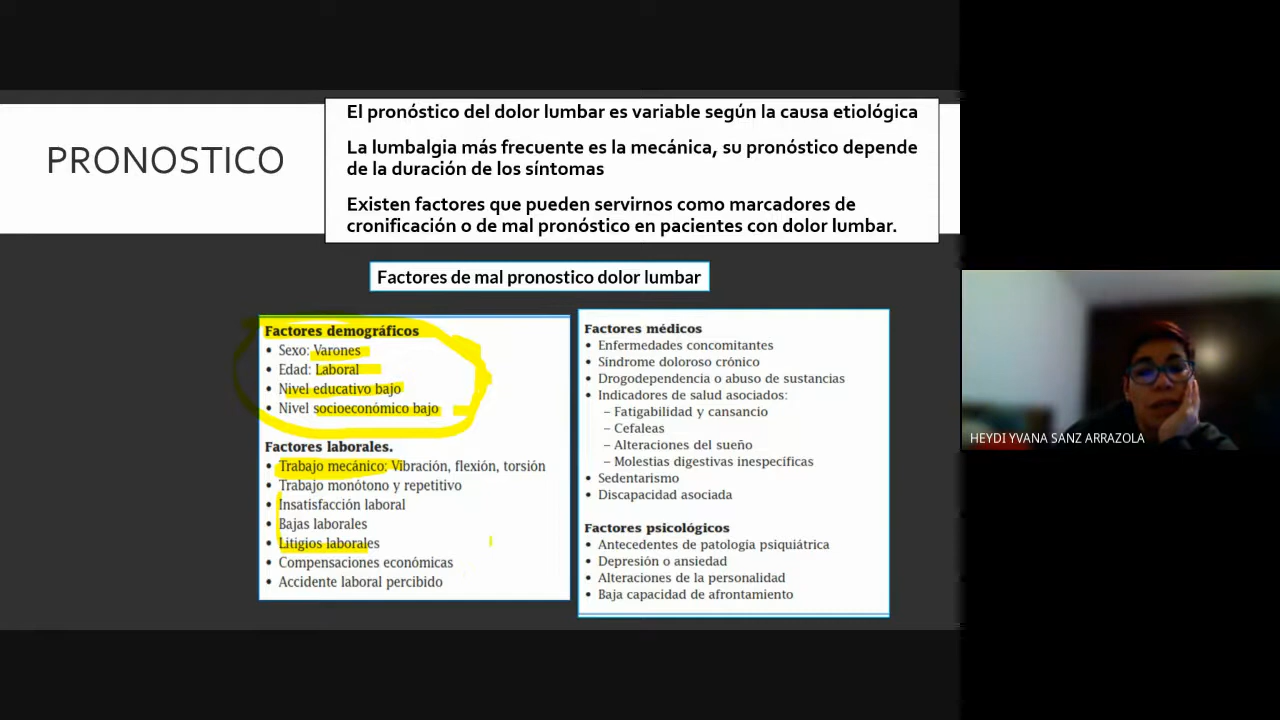 PRONOSTICO
El pronóstico del dolor lumbar es variable según la causa etiológica
La lumbalgia más frecuente es la mecánica, su pronóstico depende
de la duración de los síntomas
Existen factores que pueden servirnos como marcadores de
cronificación o de mal pronóstico en pacientes con dolor lumbar.
Factores de mal pronostico dolor lumbar
Factores demográficos
• Sexo: Varones
• Edad: Laboral
• Nivel educativo bajo
• Nivel socioeconómico bajo
Factores laborales.
• Trabajo mecánico: Vibración, flexión, torsión
• Trabajo monótono y repetitivo
• Insatisfacción laboral
• Bajas laborales
• Litigios laborales
• Compensaciones económicas
• Accidente laboral percibido
Factores médicos
• Enfermedades concomitantes
• Síndrome doloroso crónico
• Drogodependencia o abuso de sustancias
• Indicadores de salud asociados:
– Fatigabilidad y cansancio
– Cefaleas
– Alteraciones del sueño
– Molestias digestivas inespecíficas
• Sedentarismo
• Discapacidad asociada
Factores psicológicos
• Antecedentes de patología psiquiátrica
• Depresión o ansiedad
• Alteraciones de la personalidad
• Baja capacidad de afrontamiento
HEYDI YVANA SANZ ARRAZOLA